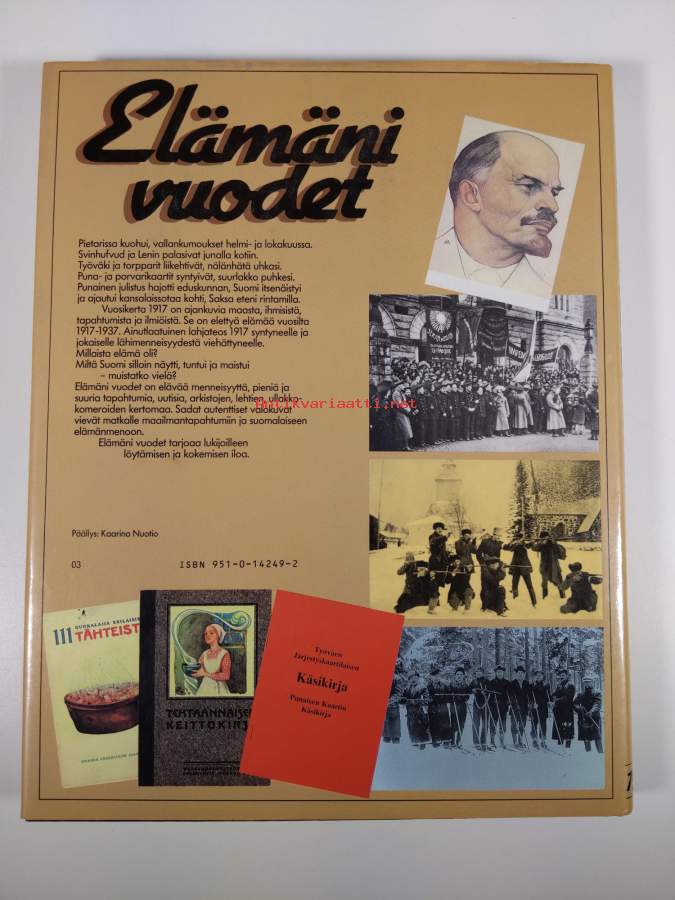 Elämäni
vuodet
Pietarissa kuohui, vallankumoukset helmi- ja lokakuussa.
Svinhufvud ja Lenin palasivat junalla kotiin.
Työväki ja torpparit liikehtivät, nälänhätä uhkasi.
Puna- ja porvarikaartit syntyivät, suurlakko puhkesi.
Punainen julistus hajotti eduskunnan, Suomi itsenäistyi
ja ajautui kansalaissotaa kohti, Saksa eteni rintamilla.
Vuosikerta 1917 on ajankuvia maasta, ihmisistä,
tapahtumista ja ilmiöistä. Se on elettyä elämää vuosilta
1917-1937. Ainutlaatuinen lahjateos 1917 syntyneelle ja
jokaiselle lähimenneisyydestä viehättyneelle.
Millaista elämä oli?
Miltä Suomi silloin näytti, tuntui ja maistui
– muistatko vielä?
Elämäni vuodet on elävää menneisyyttä, pieniä ja
suuria tapahtumia, uutisia, arkistojen, lehtien, ullakko-
komeroiden kertomaa. Sadat autenttiset valokuvat
vievät matkalle maailmantapahtumiin ja suomalaiseen
elämänmenoon.
Elämäni vuodet tarjoaa lukijoilleen
löytämisen ja kokemisen iloa.
Antikvariaatti.net
Päällys: Kaarina Nuotio
03
ISBN 951-0-14249-2
111
TÄHTEIST
TEHTAANNAISEN
KEITTOKIRJA
Työväen
Järjestyskaartilaisen
Käsikirja
Punaisen Kaartin
Käsikirja